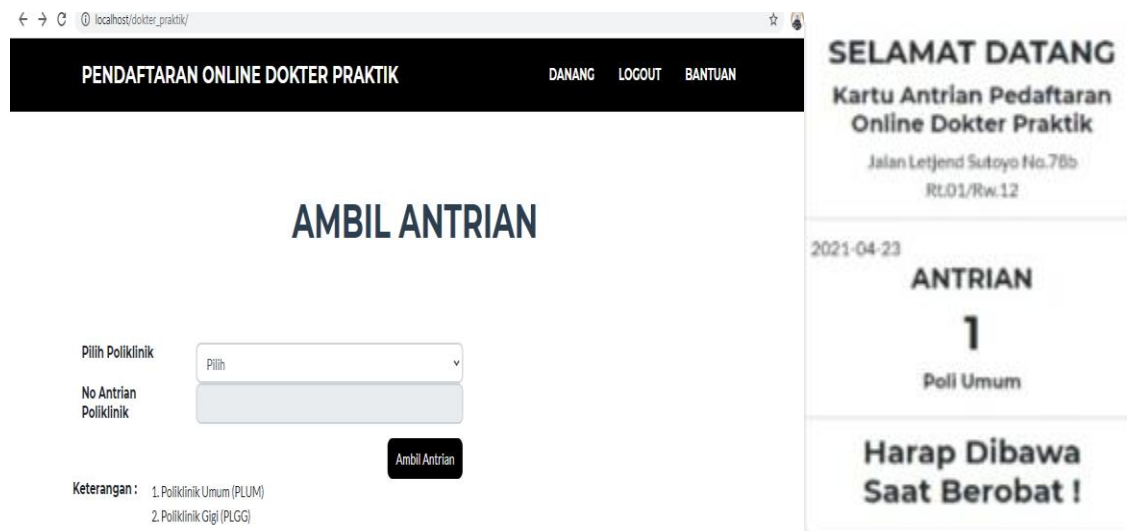 localhost/dokter_praktik/
PENDAFTARAN ONLINE DOKTER PRAKTIK
DANANG LOGOUT BANTUAN
AMBIL ANTRIAN
Pilih Poliklinik
Pilih
No Antrian
Poliklinik
Ambil Antrian
Keterangan : 1. Poliklinik Umum (PLUM)
2. Poliklinik Gigi (PLGG)
SELAMAT DATANG
Kartu Antrian Pedaftaran
Online Dokter Praktik
Jalan Letjend Sutoyo No.78b
Rt.01/Rw.12
2021-04-23
ANTRIAN
1
Poli Umum
Harap Dibawa
Saat Berobat !